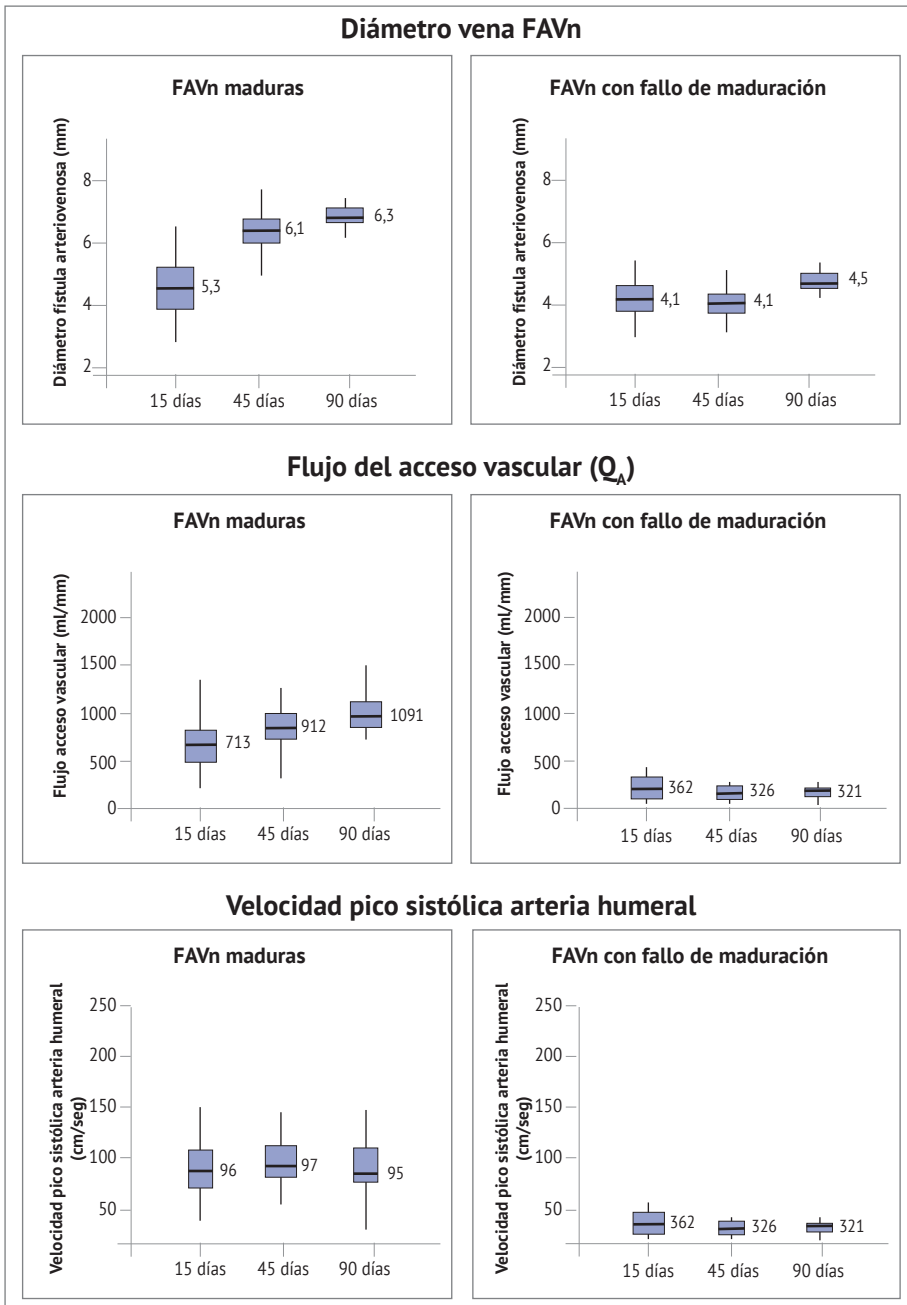 Diámetro vena FAVn
FAVn maduras
Diámetro fístula arteriovenosa (mm)
8
6
4
2
5,3
6,1
6,3
15 días 45 días 90 días
FAVn con fallo de maduración
Diámetro fístula arteriovenosa (mm)
8
6
4
2
4,1
4,1
4,5
15 días 45 días 90 días
Flujo del acceso vascular (QA)
FAVn maduras
Flujo acceso vascular (ml/mm)
2000
1500
1000
500
0
713
912
1091
15 días 45 días 90 días
FAVn con fallo de maduración
Flujo acceso vascular (ml/mm)
2000
1500
1000
500
0
362
326
321
15 días 45 días 90 días
Velocidad pico sistólica arteria humeral
FAVn maduras
Velocidad pico sistólica arteria humeral
(cm/seg)
250
200
150
100
50
96
97
95
15 días 45 días 90 días
FAVn con fallo de maduración
Velocidad pico sistólica arteria humeral
(cm/seg)
250
200
150
100
50
362
326
321
15 días 45 días 90 días